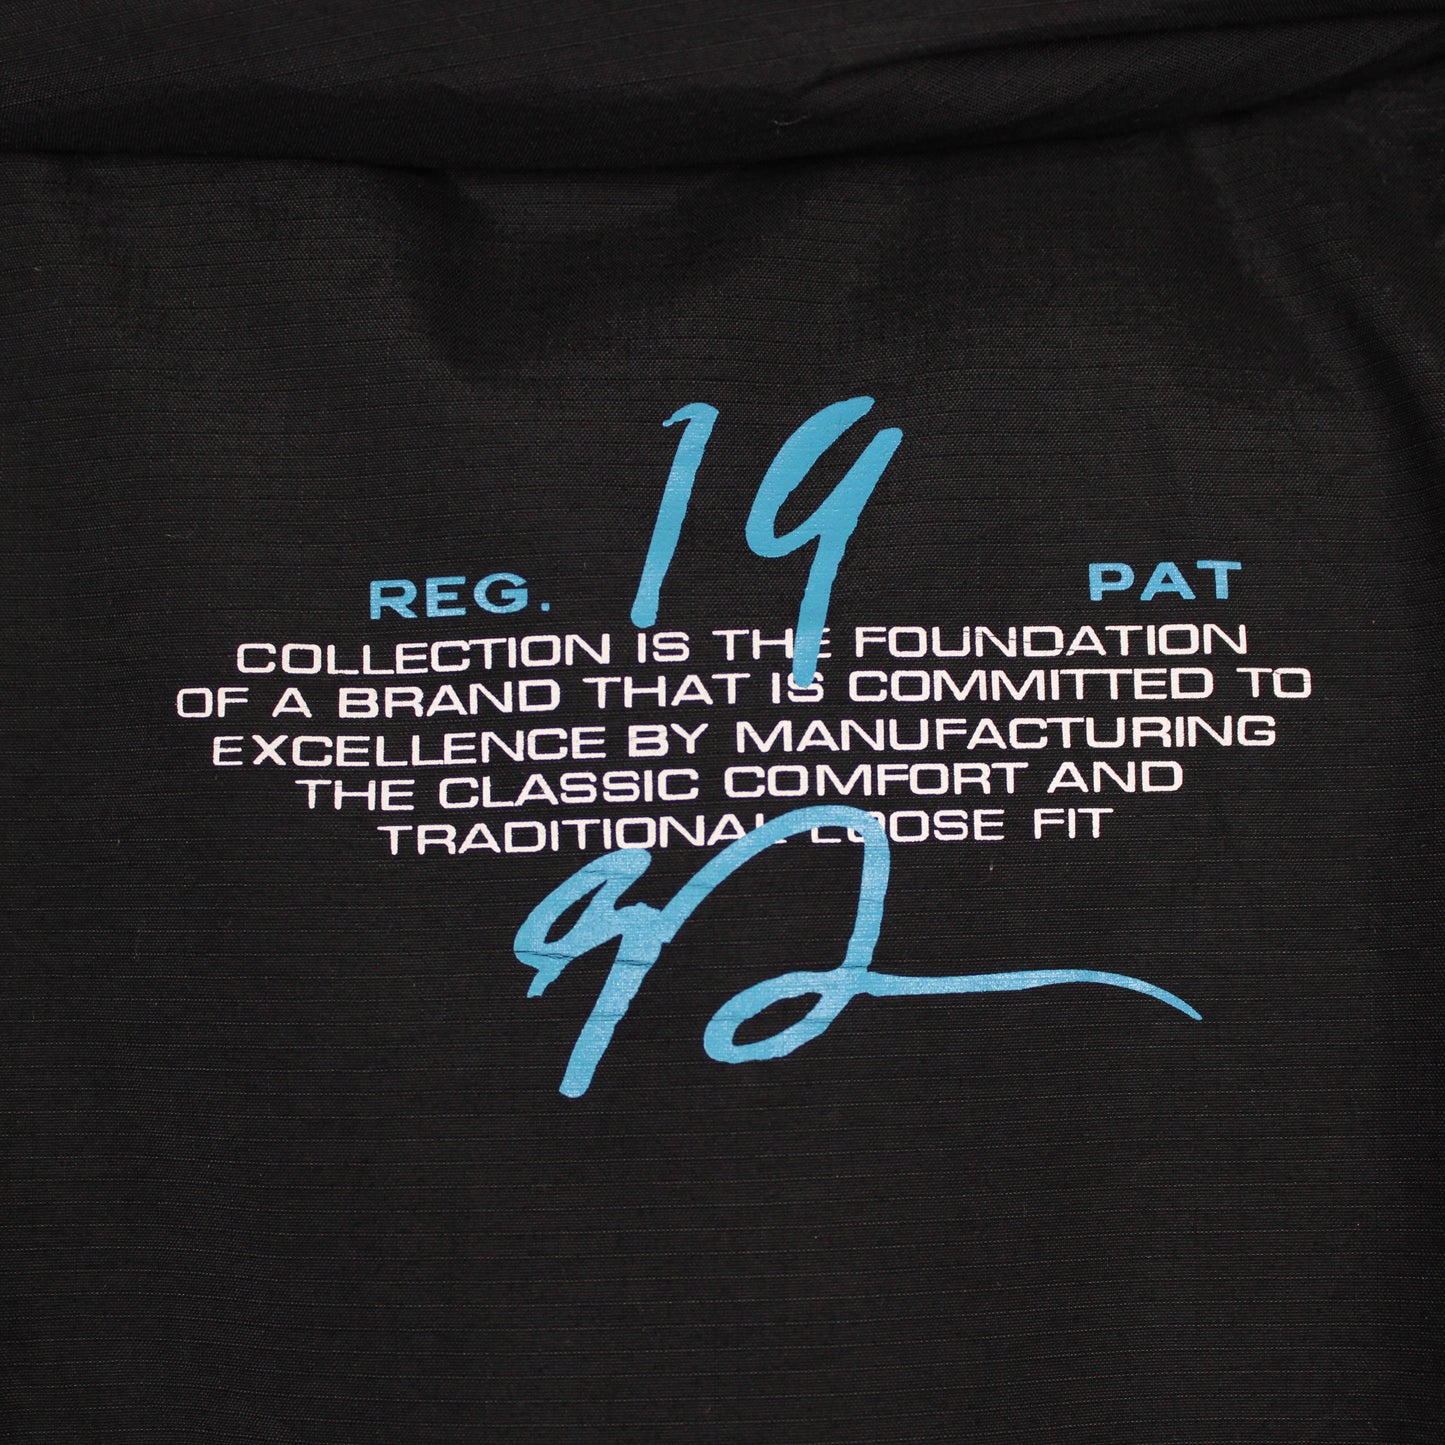 19
REG. PAT
COLLECTION IS THE FOUNDATION
OF A BRAND THAT IS COMMITTED TO
EXCELLENCE BY MANUFACTURING
THE CLASSIC COMFORT AND
TRADITIONAL LOOSE FIT
92